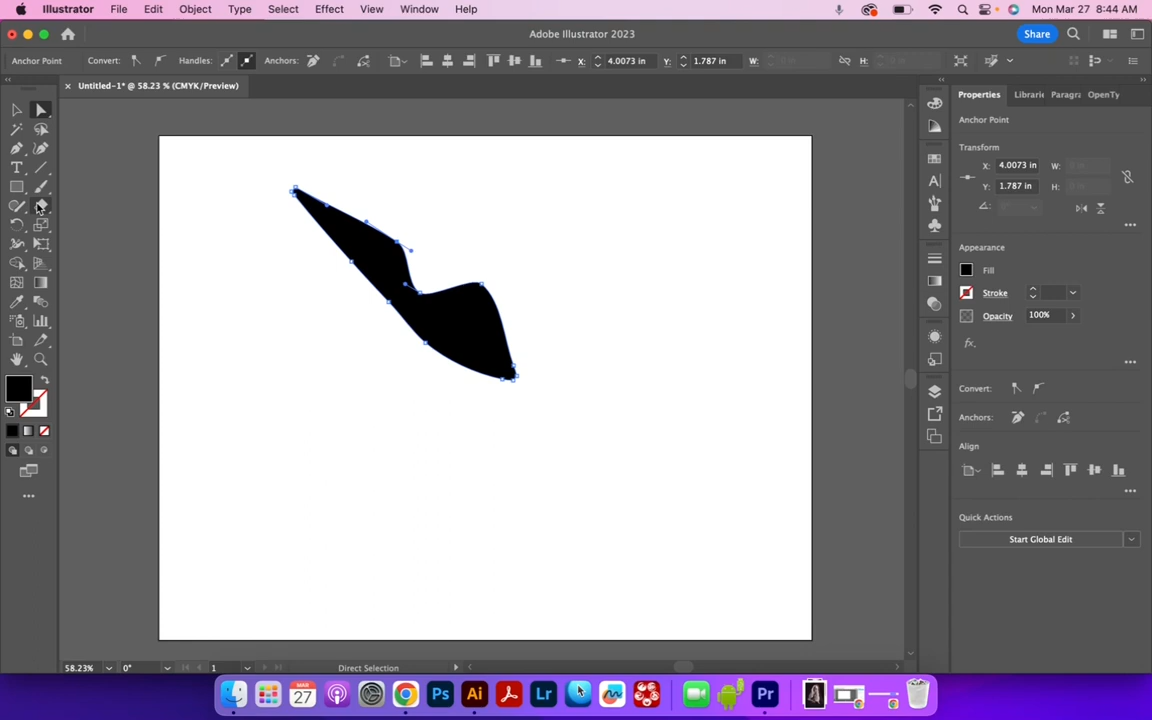 Illustrator File Edit Object Type Select Effect View Window Help Mon Mar 27 8:44 AM
Adobe Illustrator 2023 Share
Anchor Point Convert: Handles: Anchors: X: 4.0073 in Y: 1.787 in W: H:
× Untitled-1* @ 58.23 % (CMYK/Preview)
Properties Librarie Paragra OpenTy
Anchor Point
Transform
X: 4.0073 in W:
Y: 1.787 in H:
Appearance
Fill
Stroke
Opacity 100%
fx.
Convert:
Anchors:
Align
Quick Actions
Start Global Edit
58.23% 0° 1 Direct Selection
MAR
27 Ps Ai Lr Pr